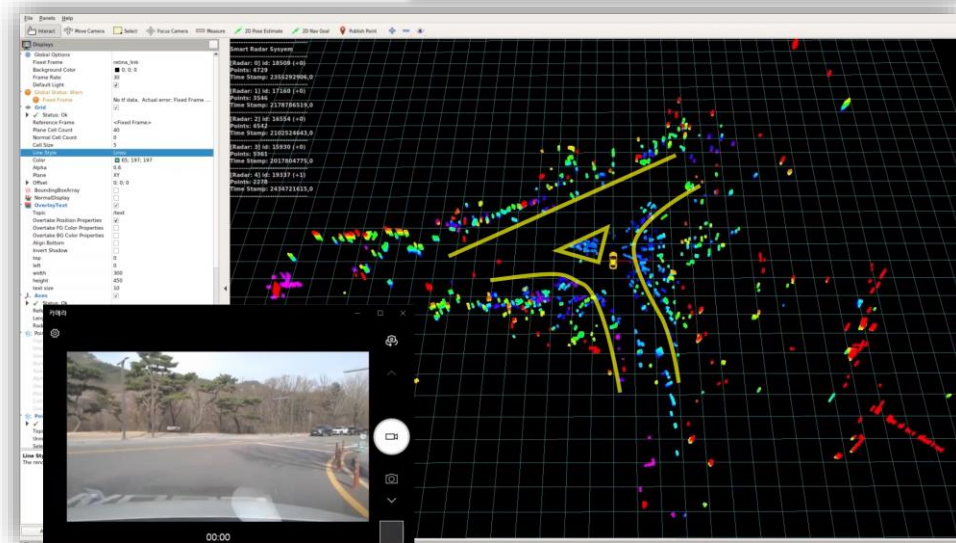 File Panels Help
Interact Move Camera Select Focus Camera Measure 2D Pose Estimate 2D Nav Goal Publish Point
Displays
Global Options
Fixed Frame retina_link
Background Color 0; 0; 0
Frame Rate 30
Default Light
Global Status: Warn
Fixed Frame No tf data. Actual error: Fixed Frame ...
Grid
Status: Ok
Reference Frame <Fixed Frame>
Plane Cell Count 40
Normal Cell Count 0
Cell Size 5
Line Style Lines
Color 85; 197; 197
Alpha 0.6
Plane XY
Offset 0; 0; 0
BoundingBoxArray
NormalDisplay
OverlayText
Topic /text
Overtake Position Properties
Overtake FG Color Properties
Overtake BG Color Properties
Align Bottom
Invert Shadow
top 0
left 0
width 300
height 450
text size 10
Axes
Status: Ok
Smart Radar Sysyem
[Radar: 0] id: 18509 (+0)
Points: 4729
Time Stamp: 2355292906,0
[Radar: 1] id: 17160 (+0)
Points: 3546
Time Stamp: 2178786519,0
[Radar: 2] id: 16554 (+0)
Points: 4542
Time Stamp: 2102524643,0
[Radar: 3] id: 15930 (+0)
Points: 5361
Time Stamp: 2017804775,0
[Radar: 4] id: 19337 (+1)
Points: 2278
Time Stamp: 2434721615,0
카메라
00:00